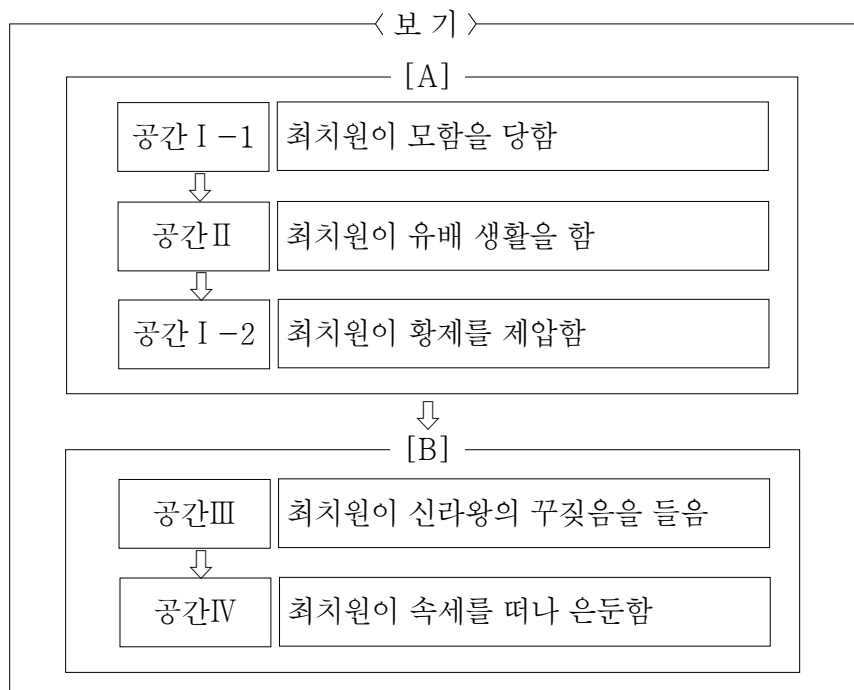 〈보 기〉
[A]
공간Ⅰ-1 최치원이 모함을 당함
공간Ⅱ 최치원이 유배 생활을 함
공간Ⅰ-2 최치원이 황제를 제압함
[B]
공간Ⅲ 최치원이 신라왕의 꾸짖음을 들음
공간Ⅳ 최치원이 속세를 떠나 은둔함